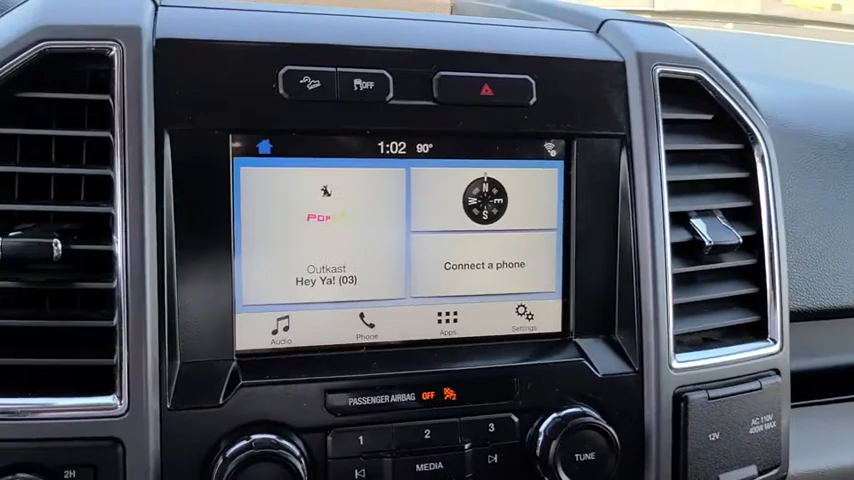 OFF
1:02 90°
N
W E
S
POP
Outkast
Hey Ya! (03)
Connect a phone
Audio
Phone
Apps
Settings
PASSENGER AIRBAG OFF
1 2 3
MEDIA
TUNE
2H
12V
AC 110V
400W MAX